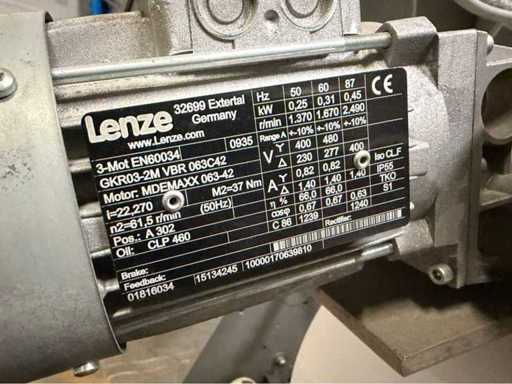 Lenze
32699 Extertal
Germany
www.Lenze.com
3-Mot EN60034
0935
GKR03-2M VBR 063C42
Motor: MDEMAXX 063-42
i=22,270
M2=37 Nm
n2=61,5 r/min
(50Hz)
Pos.: A 302
Oil: CLP 460
Brake:
Feedback:
01816034
15134245
10000170639810
Hz 50 60 87
kW 0,25 0,31 0,45
r/min 1.370 1.670 2.490
Range A +-10% +-10% +-10%
V Y 400 480
Δ 230 277 400
A Y 0,82 0,82
Δ 1,40 1,40 1,40
η % 66,0 66,0
cosφ 0,67 0,67 0,63
C 86 1239 1240
Rectifier:
CE
Iso CL.F
IP55
TKO
S1